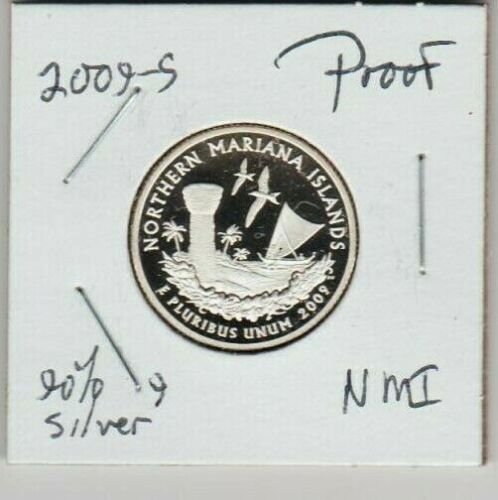 2009-S
Proof
NORTHERN MARIANA ISLANDS
E PLURIBUS UNUM 2009
90%
Silver
NMI